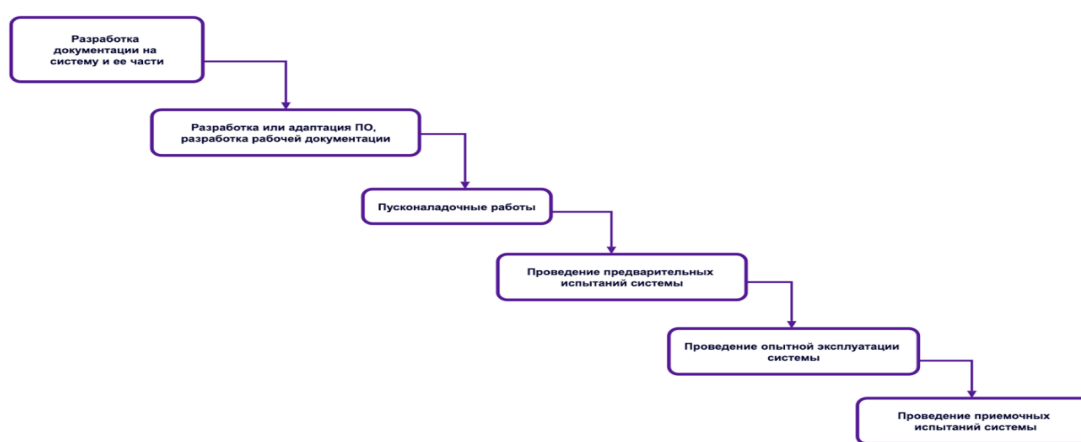 Разработка
документации на
систему и ее части
Разработка или адаптация ПО,
разработка рабочей документации
Пусконаладочные работы
Проведение предварительных
испытаний системы
Проведение опытной эксплуатации
системы
Проведение приемочных
испытаний системы